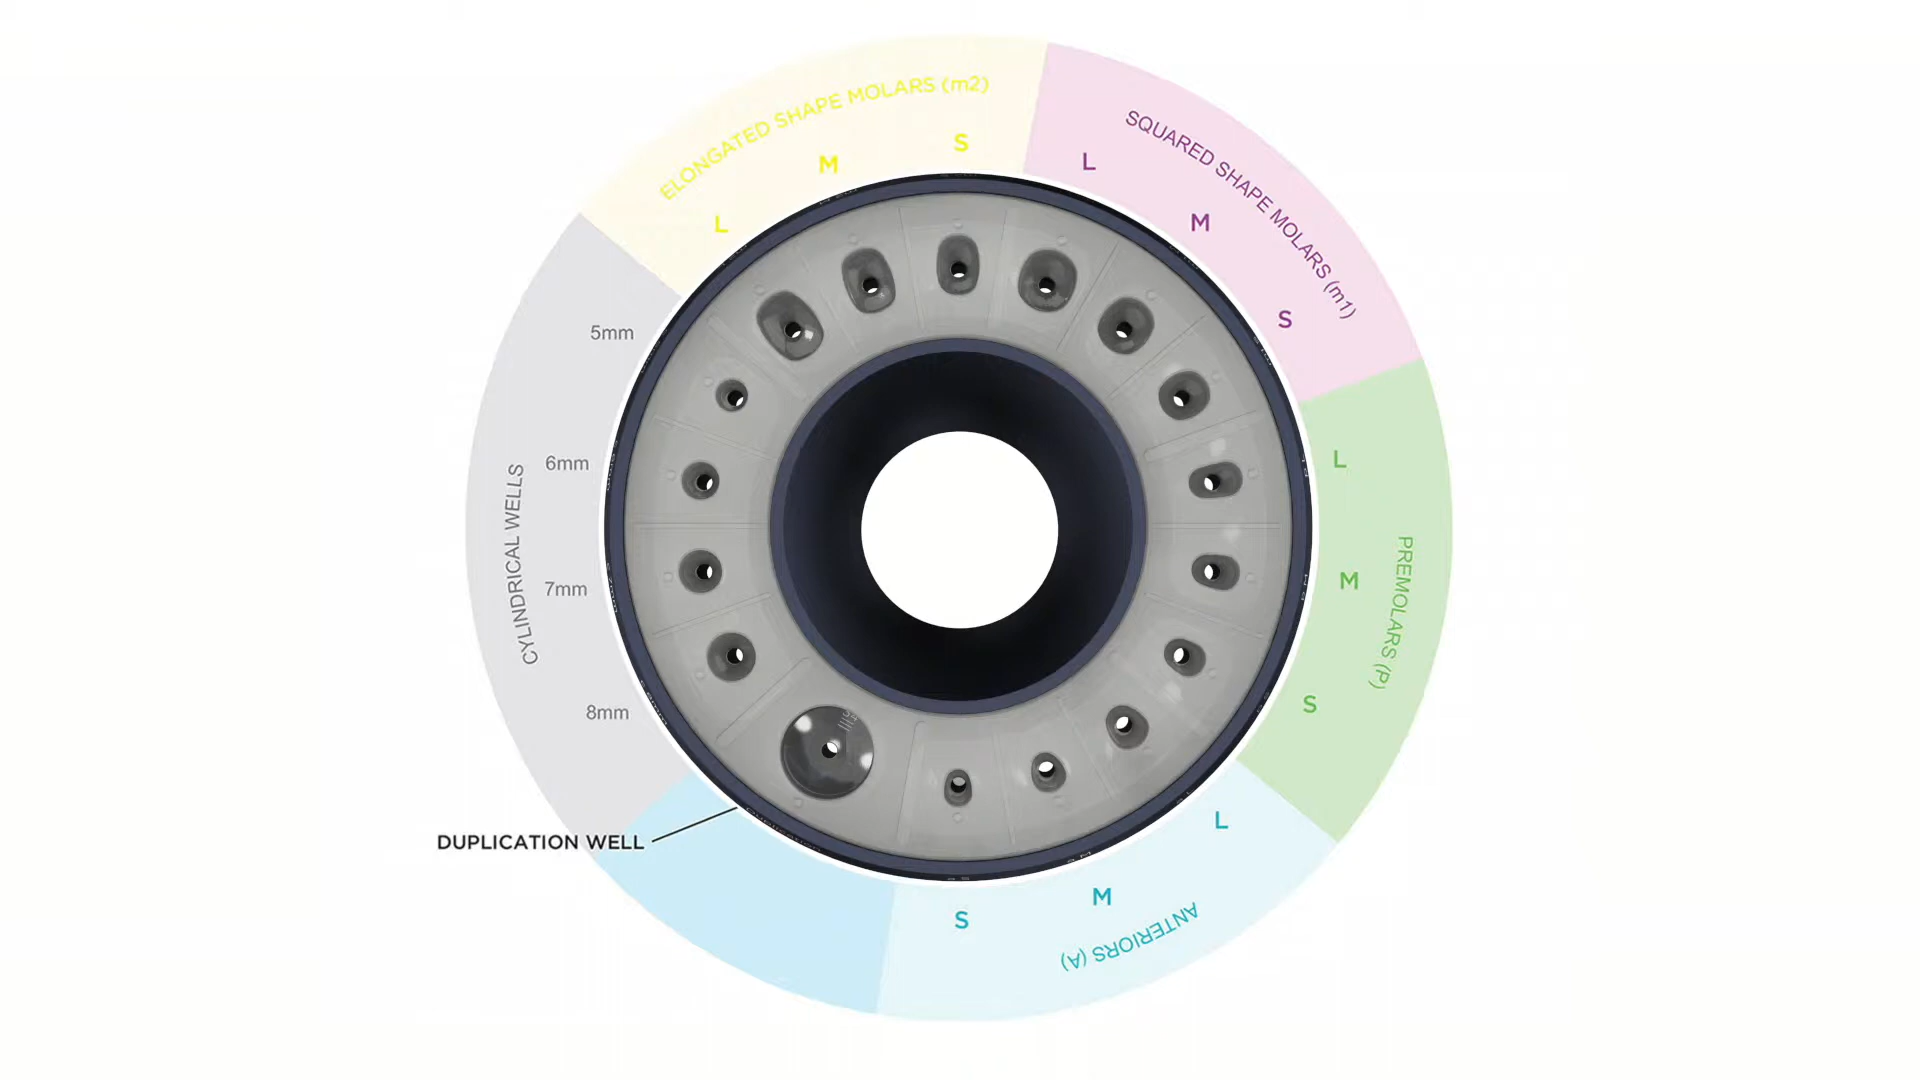 ELONGATED SHAPE MOLARS (m2)
S
M
L
SQUARED SHAPE MOLARS (m1)
L
M
S
PREMOLARS (P)
L
M
S
ANTERIORS (A)
L
M
S
DUPLICATION WELL
CYLINDRICAL WELLS
5mm
6mm
7mm
8mm